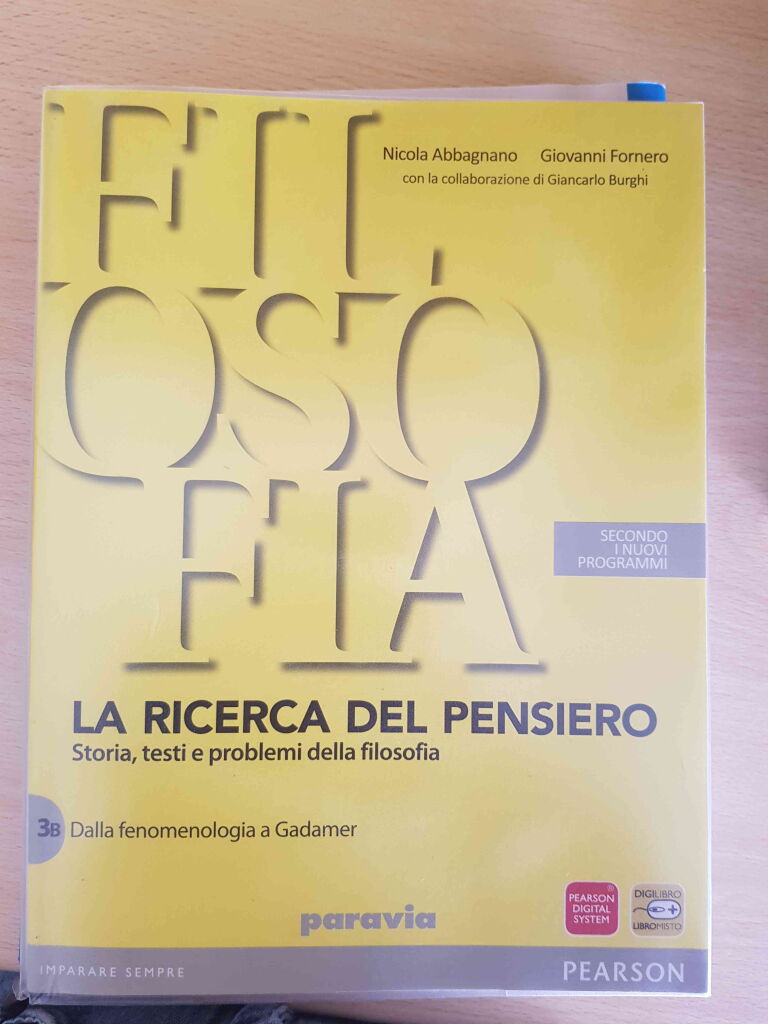 FIL
OSO
FIA
Nicola Abbagnano Giovanni Fornero
con la collaborazione di Giancarlo Burghi
SECONDO
I NUOVI
PROGRAMMI
LA RICERCA DEL PENSIERO
Storia, testi e problemi della filosofia
3B Dalla fenomenologia a Gadamer
PEARSON
DIGITAL
SYSTEM
®
DIGILIBRO
LIBROMISTO
paravia
IMPARARE SEMPRE
PEARSON